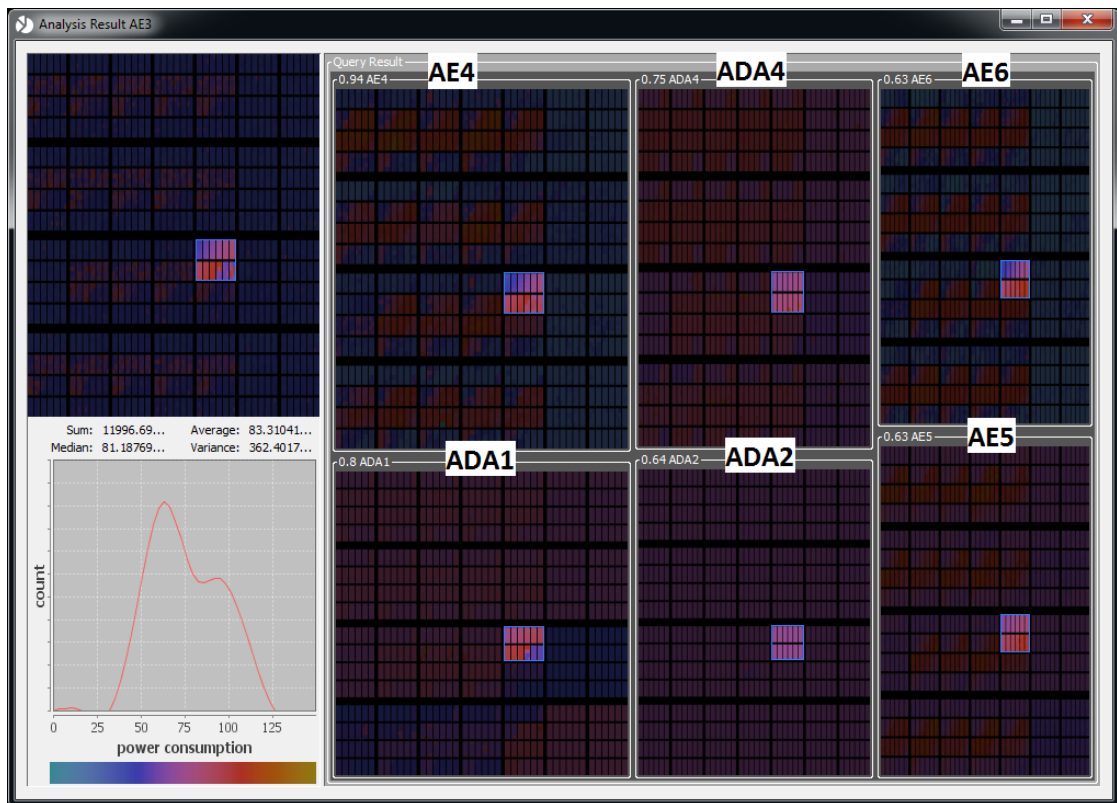 Analysis Result AE3
Query Result
0.94 AE4
AE4
0.75 ADA4
ADA4
0.63 AE6
AE6
Sum: 11996.69... Average: 83.31041...
Median: 81.18769... Variance: 362.4017...
0.8 ADA1
ADA1
0.64 ADA2
ADA2
0.63 AE5
AE5
count
0 25 50 75 100 125
power consumption